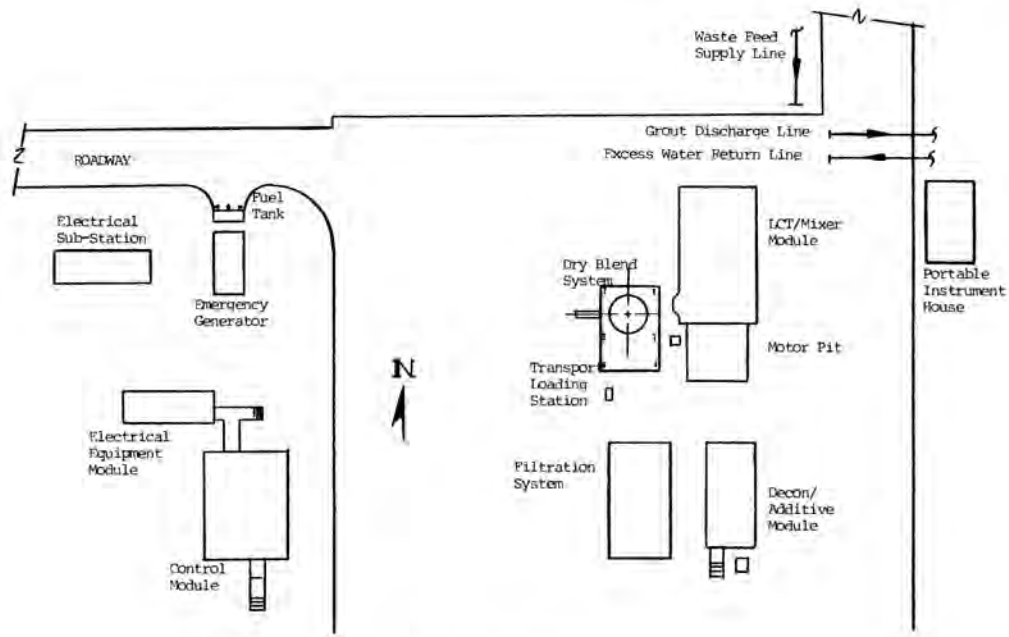 Waste Feed
Supply Line
Grout Discharge Line
Excess Water Return Line
ROADWAY
Fuel
Tank
Electrical
Sub-Station
Emergency
Generator
LCT/Mixer
Module
Dry Blend
System
Portable
Instrument
House
Motor Pit
N
Transport
Loading
Station
Electrical
Equipment
Module
Filtration
System
Decon/
Additive
Module
Control
Module